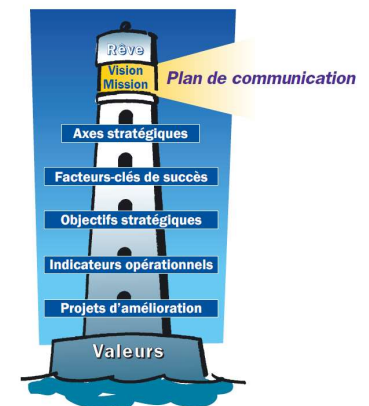 Rêve
Vision
Mission
Plan de communication
Axes stratégiques
Facteurs-clés de succès
Objectifs stratégiques
Indicateurs opérationnels
Projets d'amélioration
Valeurs